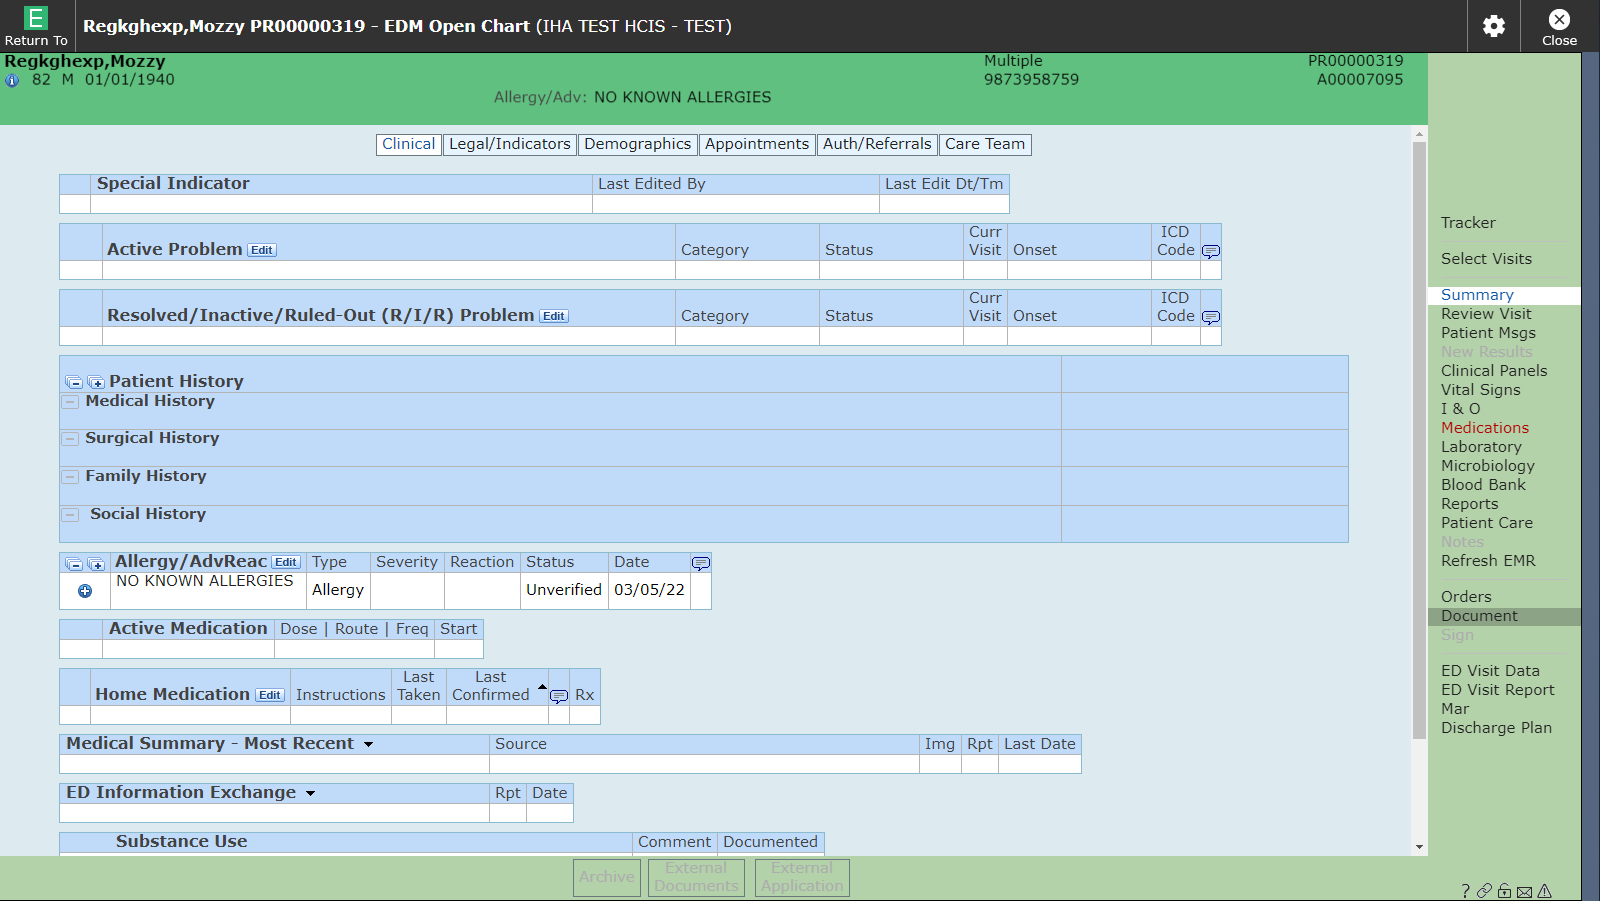 E
Return To
Regkghexp,Mozzy PR00000319 - EDM Open Chart (IHA TEST HCIS - TEST)
Close
Regkghexp,Mozzy
Multiple
PR00000319
82 M 01/01/1940
9873958759
A00007095
Allergy/Adv: NO KNOWN ALLERGIES
Clinical Legal/Indicators Demographics Appointments Auth/Referrals Care Team
Special Indicator Last Edited By Last Edit Dt/Tm
Active Problem Edit Category Status Curr Visit Onset ICD Code
Resolved/Inactive/Ruled-Out (R/I/R) Problem Edit Category Status Curr Visit Onset ICD Code
Patient History
Medical History
Surgical History
Family History
Social History
Allergy/AdvReac Edit Type Severity Reaction Status Date
NO KNOWN ALLERGIES Allergy Unverified 03/05/22
Active Medication Dose | Route | Freq Start
Home Medication Edit Instructions Last Taken Last Confirmed Rx
Medical Summary - Most Recent Source Img Rpt Last Date
ED Information Exchange Rpt Date
Substance Use Comment Documented
Archive External Documents External Application
Tracker
Select Visits
Summary
Review Visit
Patient Msgs
New Results
Clinical Panels
Vital Signs
I & O
Medications
Laboratory
Microbiology
Blood Bank
Reports
Patient Care
Notes
Refresh EMR
Orders
Document
Sign
ED Visit Data
ED Visit Report
Mar
Discharge Plan
?